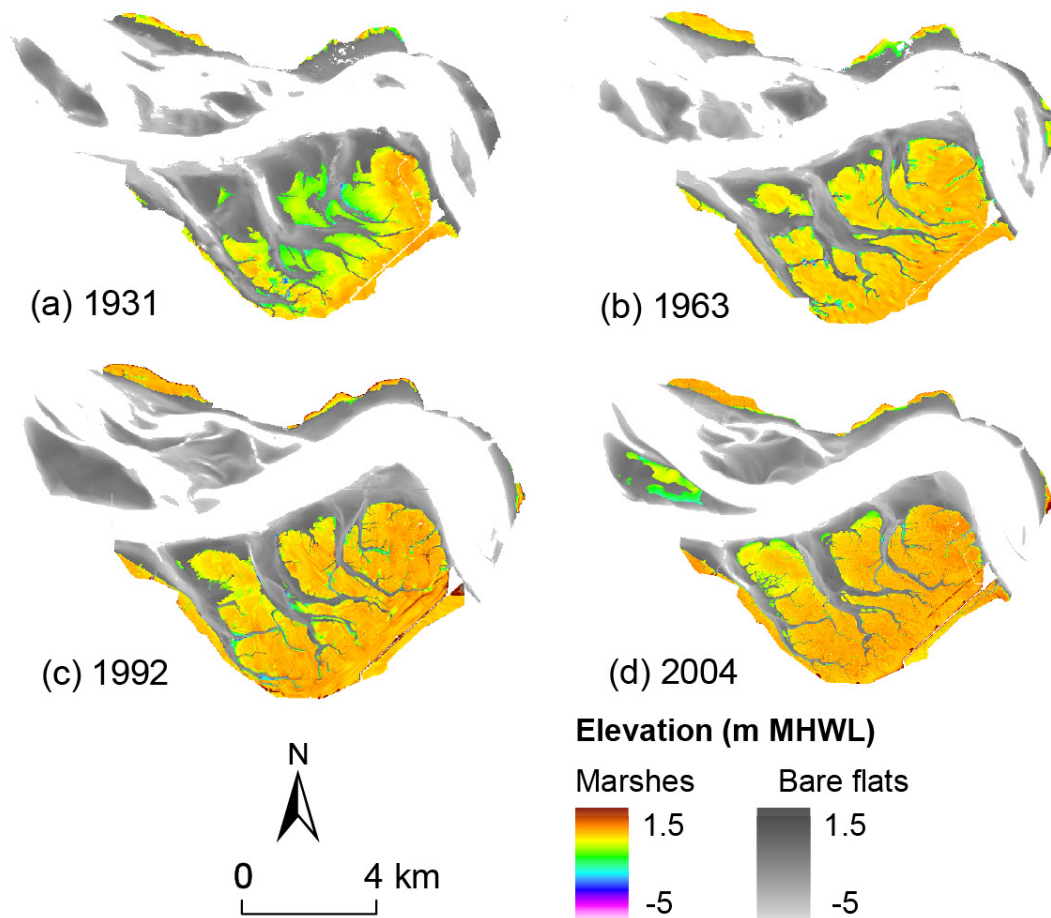 (a) 1931
(b) 1963
(c) 1992
(d) 2004
Elevation (m MHWL)
Marshes Bare flats
1.5 1.5
-5 -5
N
0 4 km